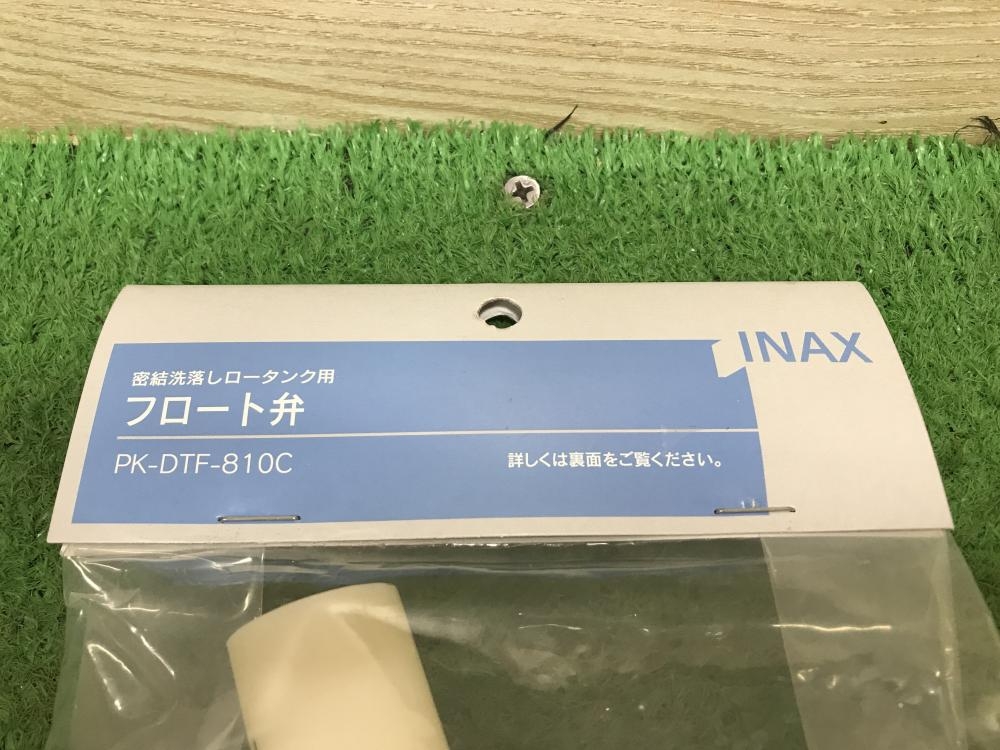 INAX
密結洗落しロータンク用
フロート弁
PK-DTF-810C
詳しくは裏面をご覧ください。